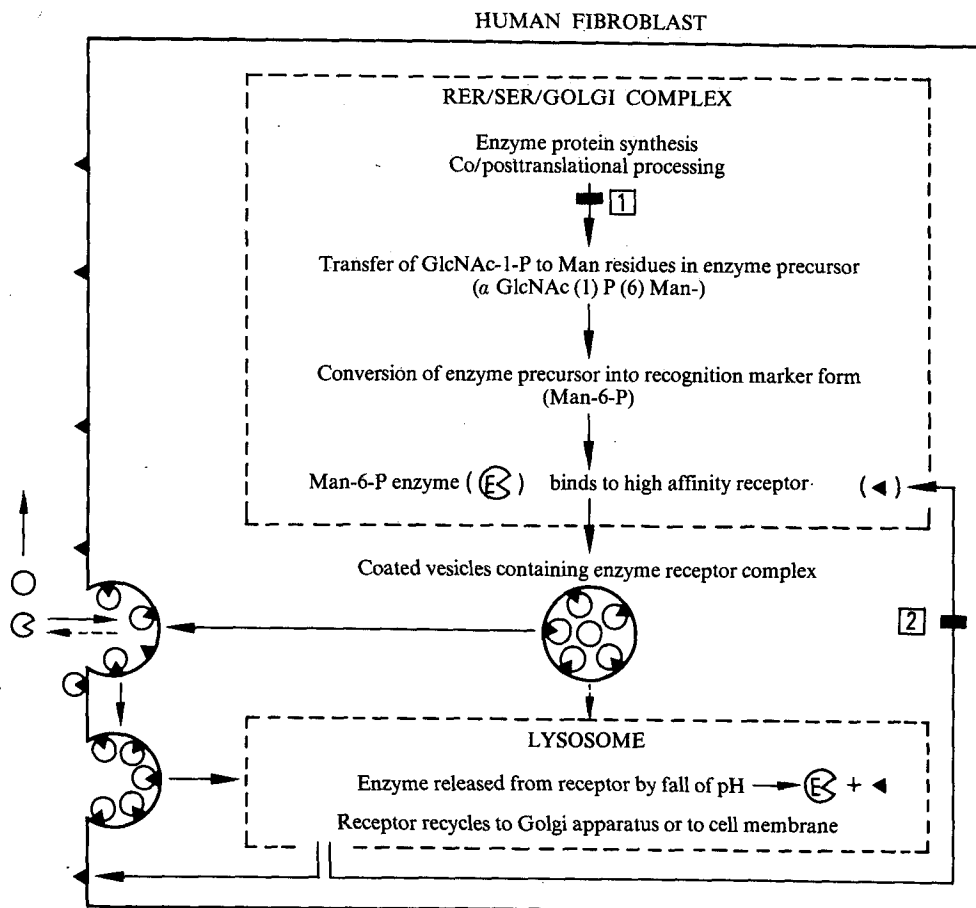 HUMAN FIBROBLAST
RER/SER/GOLGI COMPLEX
Enzyme protein synthesis
Co/posttranslational processing
1
Transfer of GlcNAc-1-P to Man residues in enzyme precursor
(α GlcNAc (1) P (6) Man-)
Conversion of enzyme precursor into recognition marker form
(Man-6-P)
Man-6-P enzyme (E) binds to high affinity receptor ( )
Coated vesicles containing enzyme receptor complex
2
LYSOSOME
Enzyme released from receptor by fall of pH E +
Receptor recycles to Golgi apparatus or to cell membrane